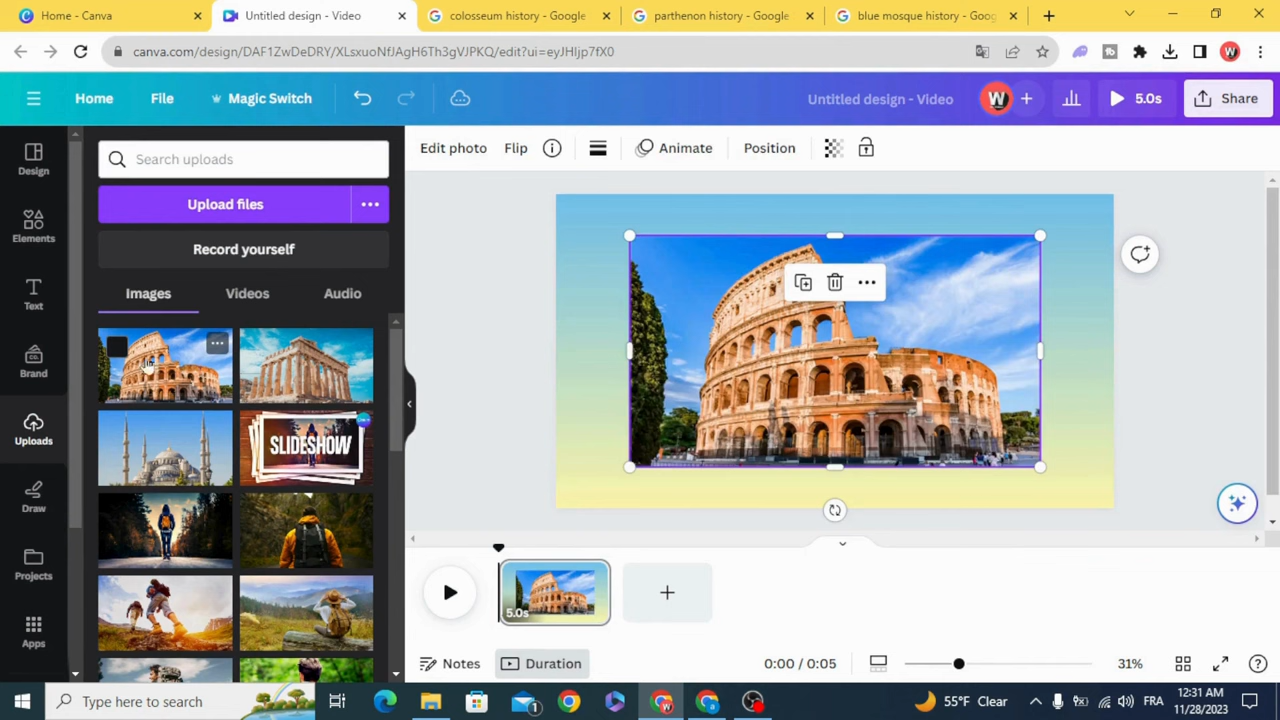 Home - Canva
Untitled design - Video
colosseum history - Google
parthenon history - Google
blue mosque history - Goog
canva.com/design/DAF1ZwDeDRY/XLsxuoNfJAgH6Th3gVJPKQ/edit?ui=eyJHIjp7fX0
Home
File
Magic Switch
Untitled design - Video
W
5.0s
Share
Design
Elements
Text
Brand
Uploads
Draw
Projects
Apps
Search uploads
Upload files
Record yourself
Images
Videos
Audio
SLIDESHOW
Edit photo
Flip
Animate
Position
5.0s
Notes
Duration
0:00 / 0:05
31%
Type here to search
1
55°F Clear
FRA
12:31 AM
11/28/2023